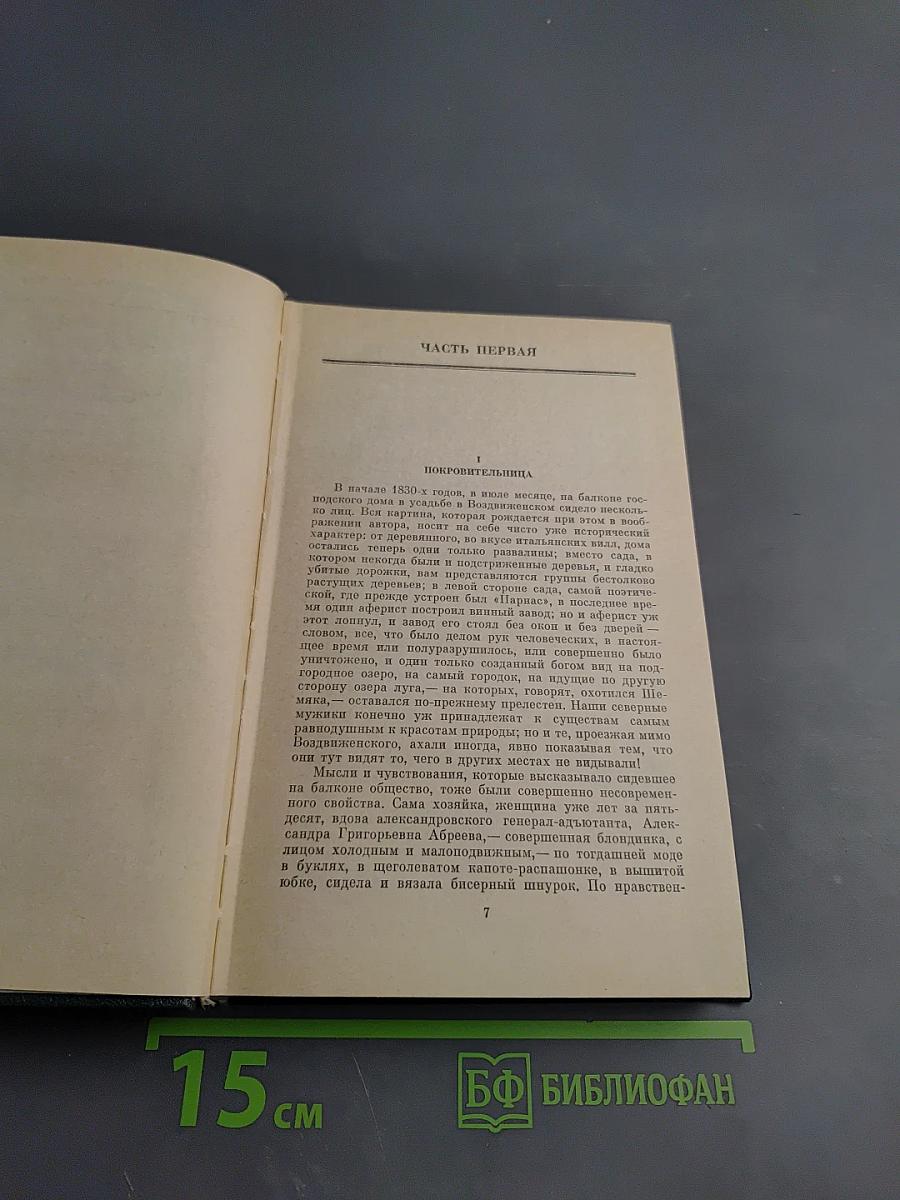 ЧАСТЬ ПЕРВАЯ
I
ПОКРОВИТЕЛЬНИЦА
В начале 1830-х годов, в июле месяце, на балконе гос-
подского дома в усадьбе в Воздвиженском сидело несколь-
ко лиц. Вся картина, которая рождается при этом в вооб-
ражении автора, носит на себе чисто уже исторический
характер: от деревянного, во вкусе итальянских вилл, дома
остались теперь одни только развалины; вместо сада, в
котором некогда были и подстриженные деревья, и гладко
убитые дорожки, вам представляются группы бестолково
растущих деревьев; в левой стороне сада, самой поэтиче-
ской, где прежде устроен был «Парнас», в последнее вре-
мя один аферист построил винный завод; но и аферист уж
этот лопнул, и завод его стоял без окон и без дверей —
словом, все, что было делом рук человеческих, в настоя-
щее время или полуразрушилось, или совершенно было
уничтожено, и один только созданный богом вид на под-
городное озеро, на самый городок, на идущие по другую
сторону озера луга,— на которых, говорят, охотился Ше-
мяка,— оставался по-прежнему прелестен. Наши северные
мужики конечно уж принадлежат к существам самым
равнодушным к красотам природы; но и те, проезжая мимо
Воздвиженского, ахали иногда, явно показывая тем, что
они тут видят то, чего в других местах не видывали!
Мысли и чувствования, которые высказывало сидевшее
на балконе общество, тоже были совершенно несовремен-
ного свойства. Сама хозяйка, женщина уже лет за пять-
десят, вдова александровского генерал-адъютанта, Алек-
сандра Григорьевна Абреева,— совершенная блондинка, с
лицом холодным и малоподвижным,— по тогдашней моде
в буклях, в щеголеватом капоте-распашонке, в вышитой
юбке, сидела и вязала бисерный шнурок. По нравствен-
7
15 см
БФ БИБЛИОФАН